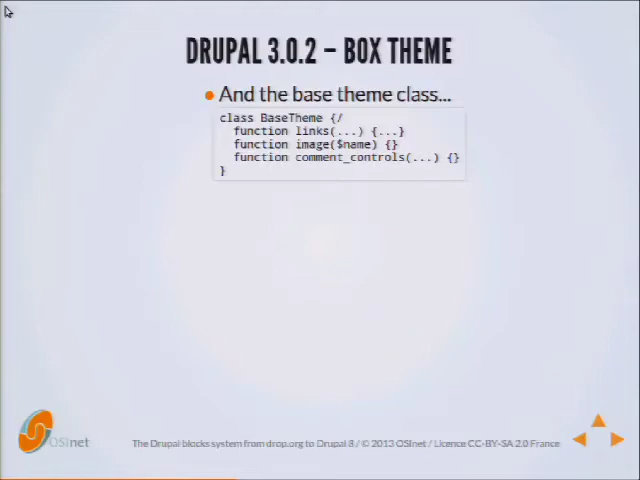 DRUPAL 3.0.2 – BOX THEME
And the base theme class...
class BaseTheme {/
function links(...) {...}
function image($name) {}
function comment_controls(...) {}
}
OSInet
The Drupal blocks system from drop.org to Drupal 8 / © 2013 OSInet / Licence CC-BY-SA 2.0 France